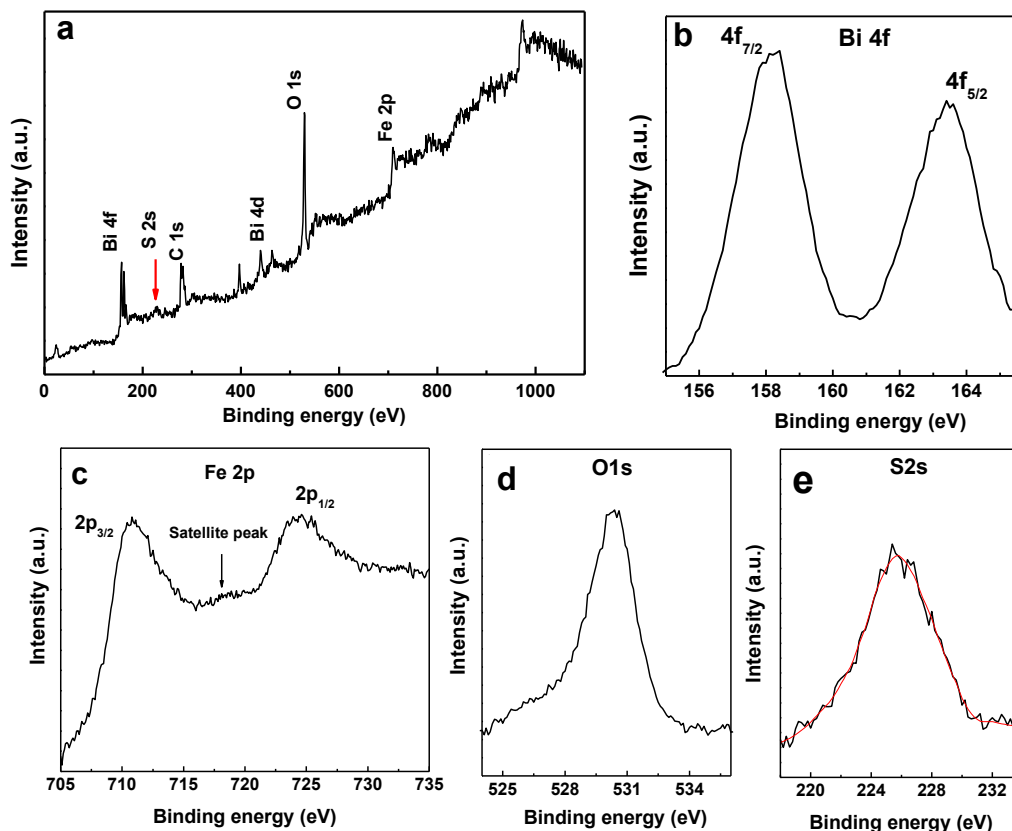 a
Intensity (a.u.)
Bi 4f
S 2s
C 1s
Bi 4d
O 1s
Fe 2p
0 200 400 600 800 1000
Binding energy (eV)
b
4f7/2
Bi 4f
4f5/2
Intensity (a.u.)
156 158 160 162 164
Binding energy (eV)
c
Fe 2p
2p3/2
Satellite peak
2p1/2
Intensity (a.u.)
705 710 715 720 725 730 735
Binding energy (eV)
d
O1s
Intensity (a.u.)
525 528 531 534
Binding energy (eV)
e
S2s
Intensity (a.u.)
220 224 228 232
Binding energy (eV)